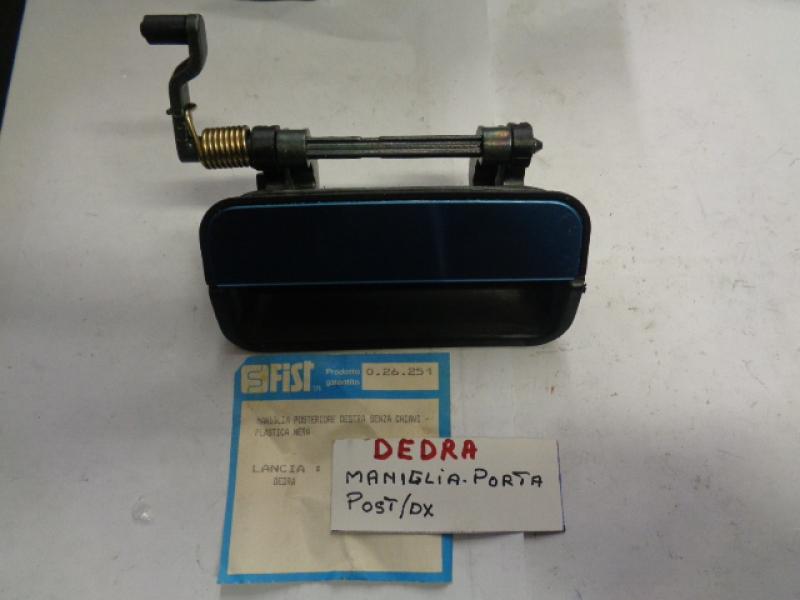 FiST
Prodotto
garantito
0.26.251
MANIGLIA POSTERIORE DESTRA SENZA CHIAVI -
PLASTICA NERA
LANCIA :
DEDRA
DEDRA
MANIGLIA-PORTA
POST/DX